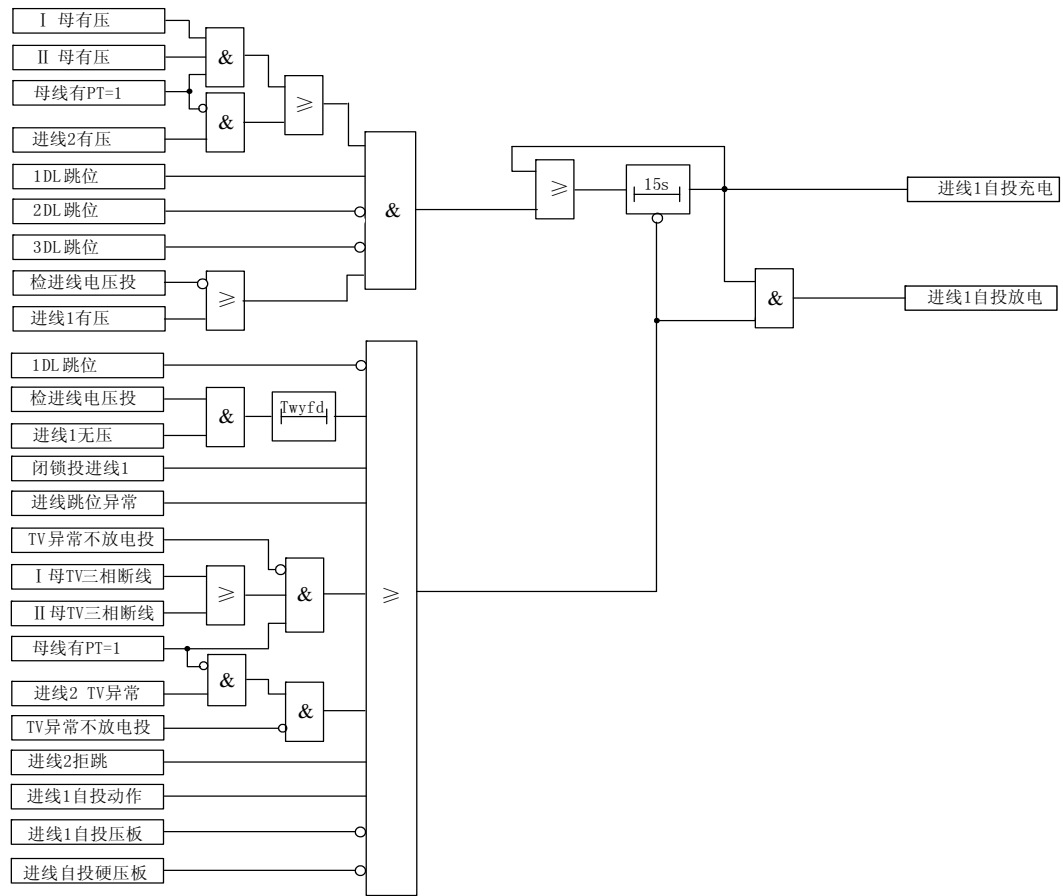 Ⅰ 母有压
Ⅱ 母有压
母线有PT=1
进线2有压
1DL跳位
2DL跳位
3DL跳位
检进线电压投
进线1有压
&
&
≥
&
≥
≥
15s
&
进线1自投充电
进线1自投放电
1DL跳位
检进线电压投
进线1无压
闭锁投进线1
进线跳位异常
TV异常不放电投
Ⅰ母TV三相断线
Ⅱ母TV三相断线
母线有PT=1
进线2 TV异常
TV异常不放电投
进线2拒跳
进线1自投动作
进线1自投压板
进线自投硬压板
&
Twyfd
≥
&
&
&
≥